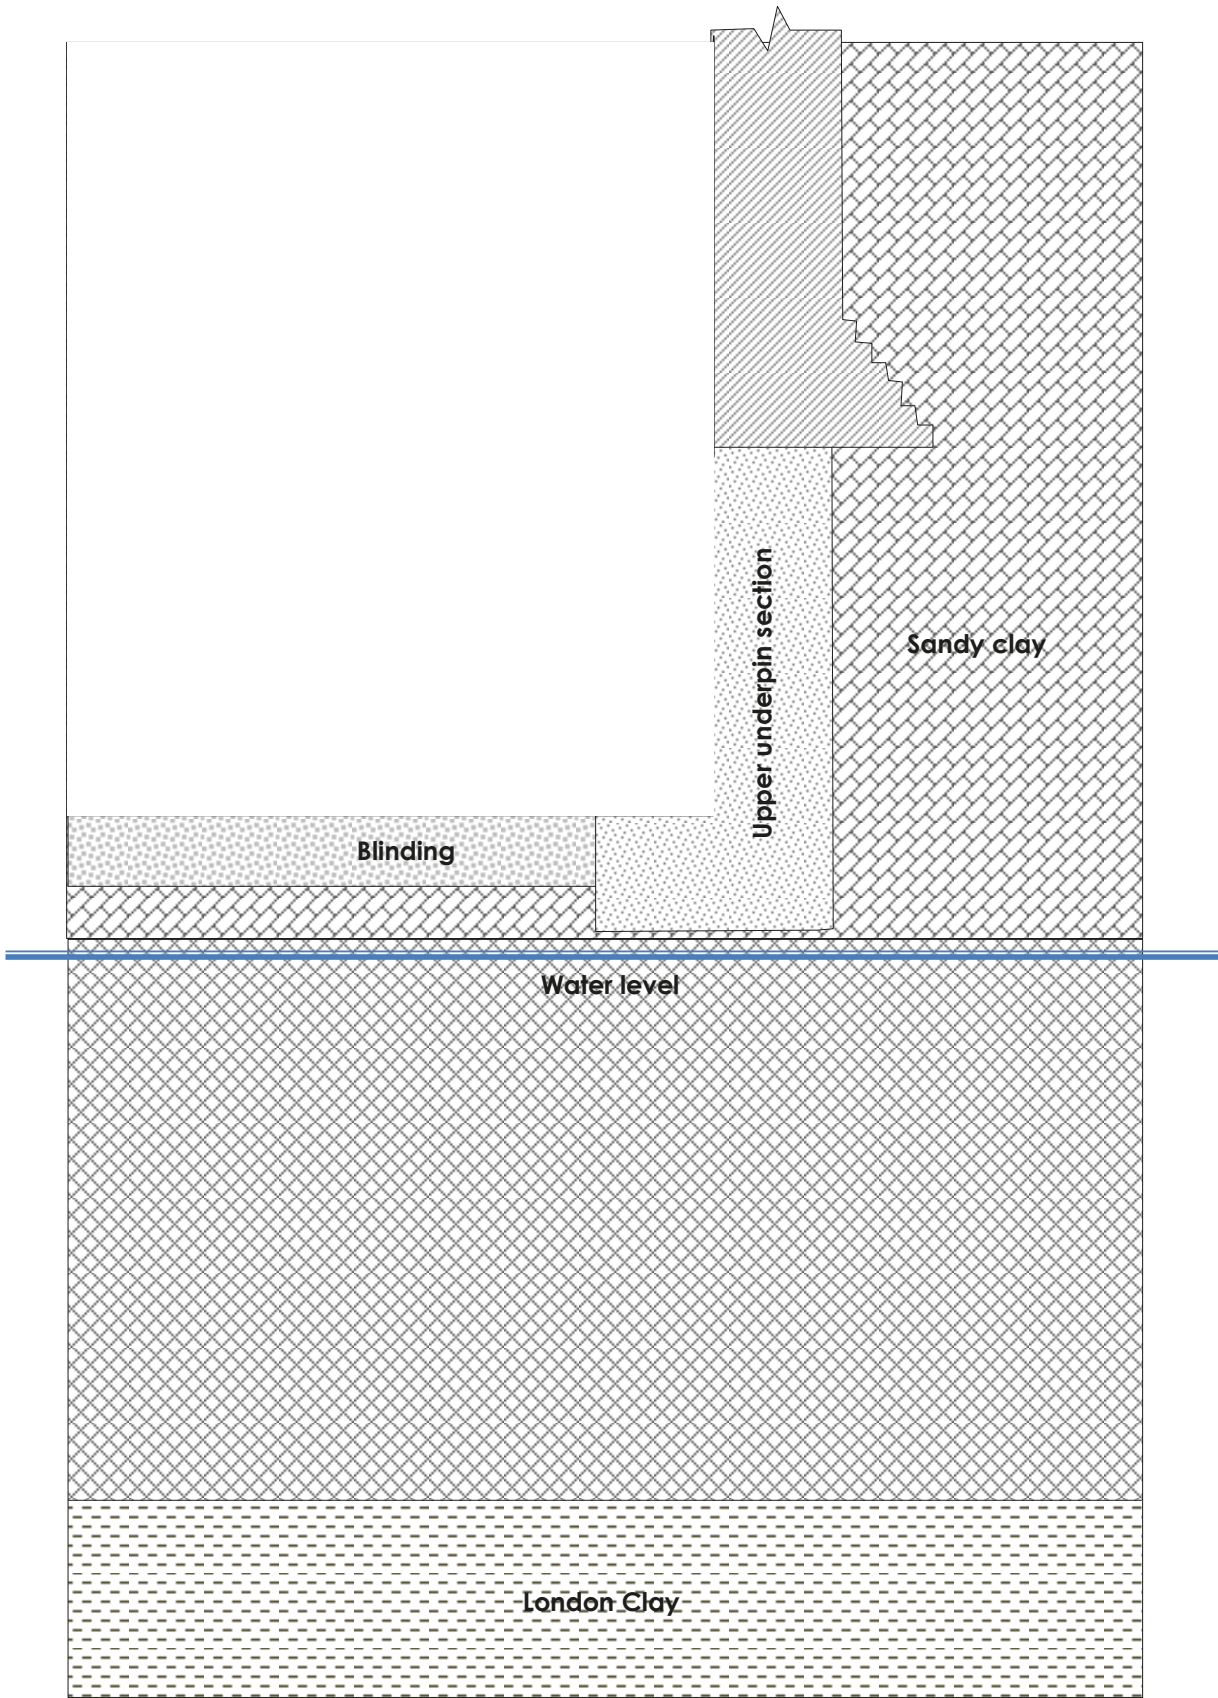 Upper underpin section
Sandy clay
Blinding
Water level
London Clay